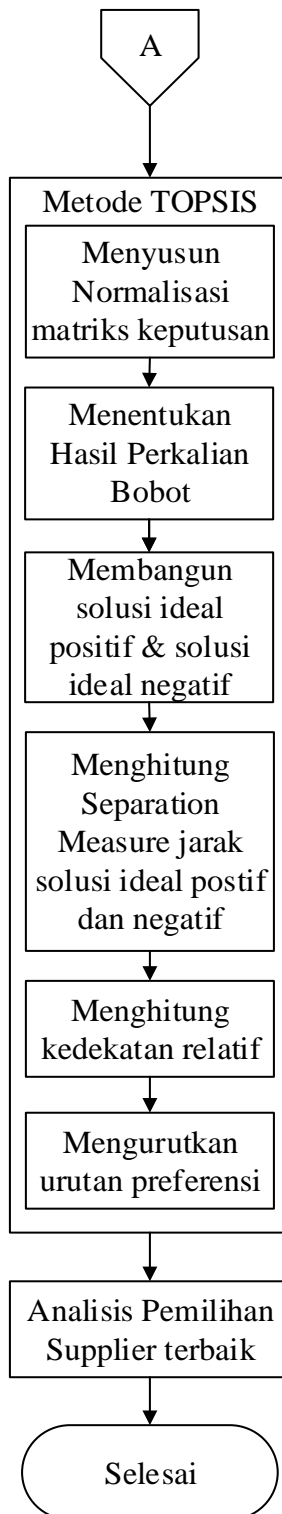 A
Metode TOPSIS
Menyusun
Normalisasi
matriks keputusan
Menentukan
Hasil Perkalian
Bobot
Membangun
solusi ideal
positif & solusi
ideal negatif
Menghitung
Separation
Measure jarak
solusi ideal postif
dan negatif
Menghitung
kedekatan relatif
Mengurutkan
urutan preferensi
Analisis Pemilihan
Supplier terbaik
Selesai